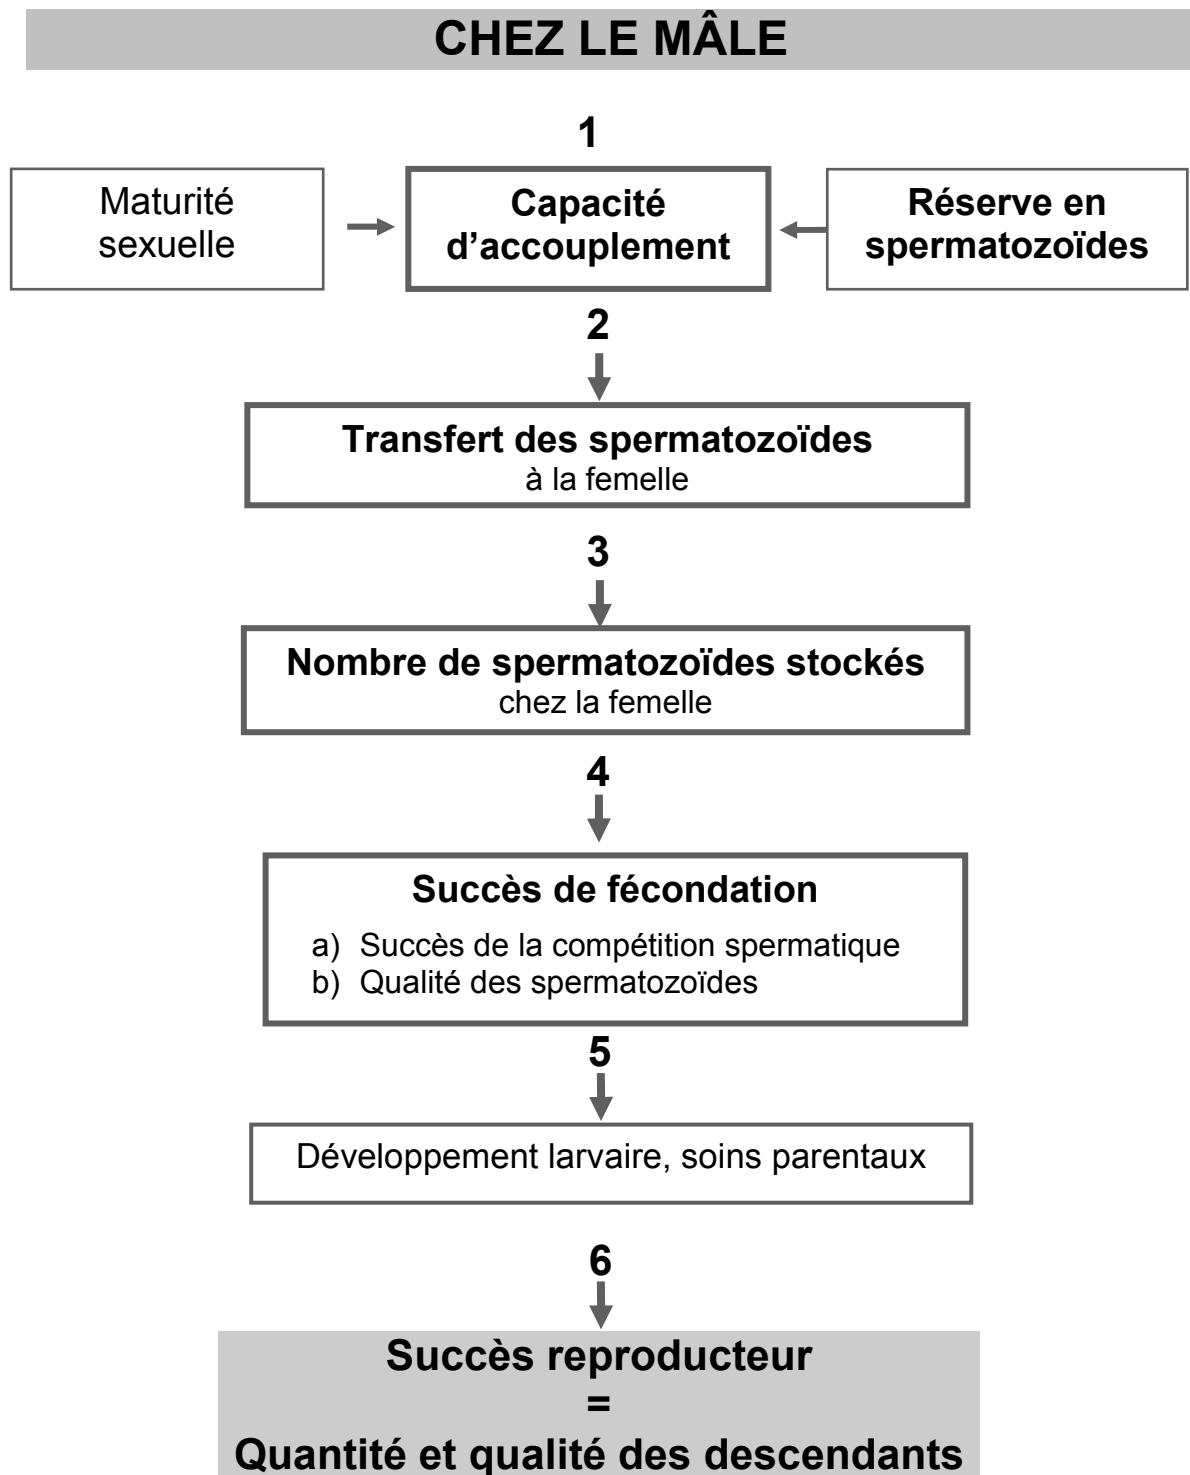 CHEZ LE MÂLE
1
Maturité
sexuelle
Capacité
d'accouplement
Réserve en
spermatozoïdes
2
Transfert des spermatozoïdes
à la femelle
3
Nombre de spermatozoïdes stockés
chez la femelle
4
Succès de fécondation
a) Succès de la compétition spermatique
b) Qualité des spermatozoïdes
5
Développement larvaire, soins parentaux
6
Succès reproducteur
=
Quantité et qualité des descendants